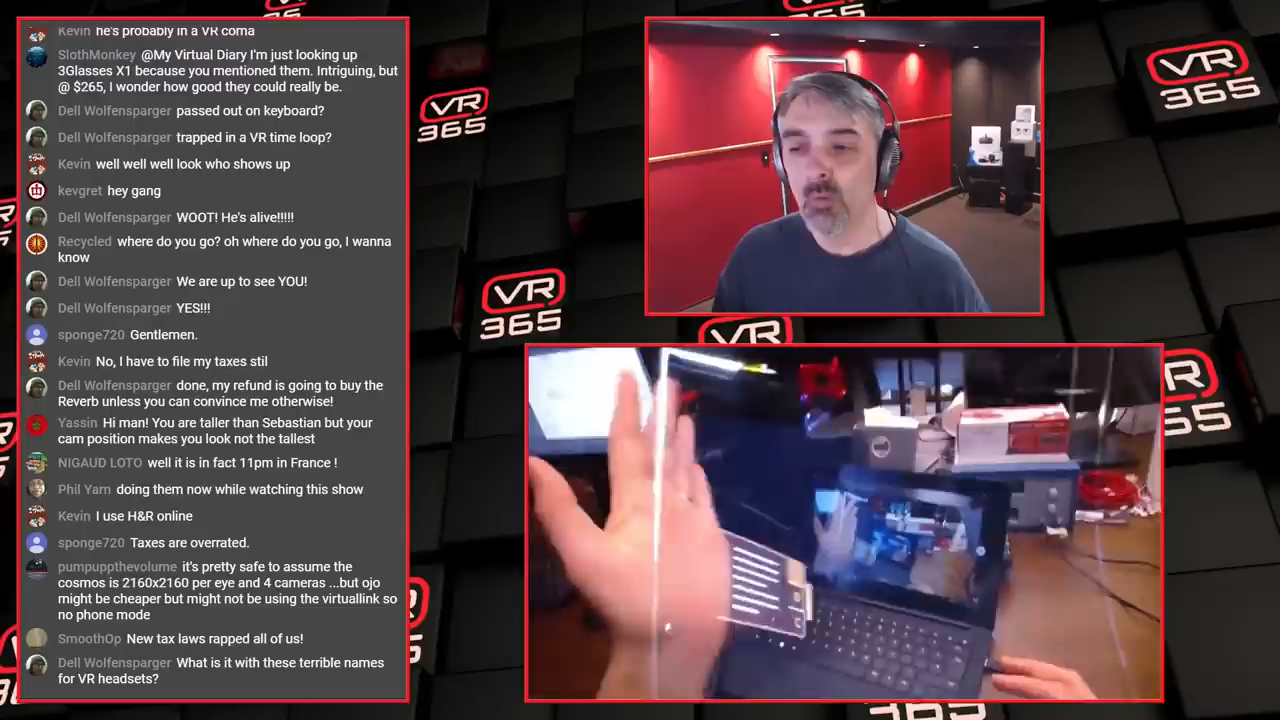 Kevin he's probably in a VR coma
SlothMonkey @My Virtual Diary I'm just looking up
3Glasses X1 because you mentioned them. Intriguing, but
@ $265, I wonder how good they could really be.
Dell Wolfensparger passed out on keyboard?
Dell Wolfensparger trapped in a VR time loop?
Kevin well well well look who shows up
kevgret hey gang
Dell Wolfensparger WOOT! He's alive!!!!!
Recycled where do you go? oh where do you go, I wanna
know
Dell Wolfensparger We are up to see YOU!
Dell Wolfensparger YES!!!
sponge720 Gentlemen.
Kevin No, I have to file my taxes stil
Dell Wolfensparger done, my refund is going to buy the
Reverb unless you can convince me otherwise!
Yassin Hi man! You are taller than Sebastian but your
cam position makes you look not the tallest
NIGAUD LOTO well it is in fact 11pm in France !
Phil Yam doing them now while watching this show
Kevin I use H&R online
sponge720 Taxes are overrated.
pumpuppthevolume it's pretty safe to assume the
cosmos is 2160x2160 per eye and 4 cameras ...but ojo
might be cheaper but might not be using the virtuallink so
no phone mode
SmoothOp New tax laws rapped all of us!
Dell Wolfensparger What is it with these terrible names
for VR headsets?
VR
365
VR
365
VR
365
VR
R
55
365